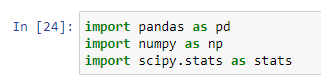 In [24]: import pandas as pd
import numpy as np
import scipy.stats as stats